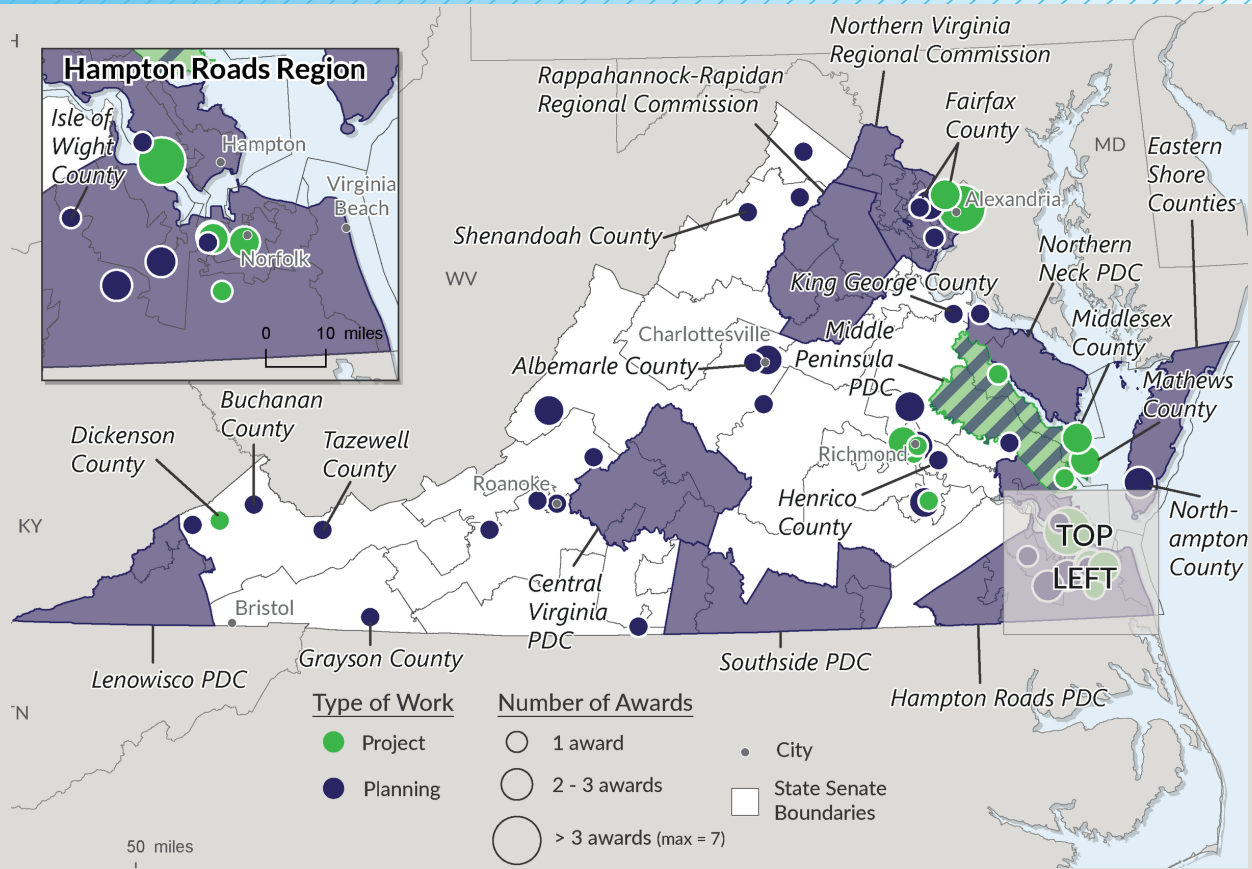 Hampton Roads Region
Isle of
Wight
County
Hampton
Virginia
Beach
Norfolk
0 10 miles
Northern Virginia
Regional Commission
Rappahannock-Rapidan
Regional Commission
Fairfax
County
MD
Eastern
Shore
Counties
Alexandria
Shenandoah County
Northern
Neck PDC
WV
King George County
Middlesex
County
Charlottesville
Middle
Peninsula
PDC
Albemarle County
Mathews
County
Buchanan
County
Dickenson
County
Tazewell
County
Richmond
Roanoke
Henrico
County
KY
North-
ampton
County
TOP
LEFT
Central
Virginia
PDC
Bristol
Grayson County
Southside PDC
Lenowisco PDC
Hampton Roads PDC
TN
Type of Work
Project
Planning
Number of Awards
1 award
2 - 3 awards
> 3 awards (max = 7)
City
State Senate
Boundaries
50 miles